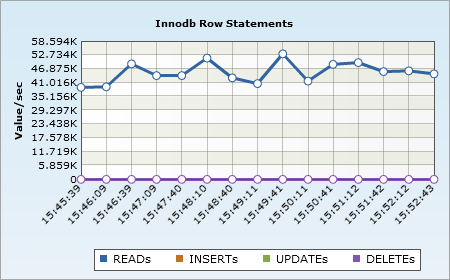 Innodb Row Statements
Value/sec
58.594K
52.734K
46.875K
41.016K
35.156K
29.297K
23.438K
17.578K
11.719K
5.859K
0
15:45:39
15:46:09
15:46:39
15:47:09
15:47:40
15:48:10
15:48:40
15:49:11
15:49:41
15:50:11
15:50:41
15:51:12
15:51:42
15:52:12
15:52:43
READs INSERTs UPDATEs DELETEs